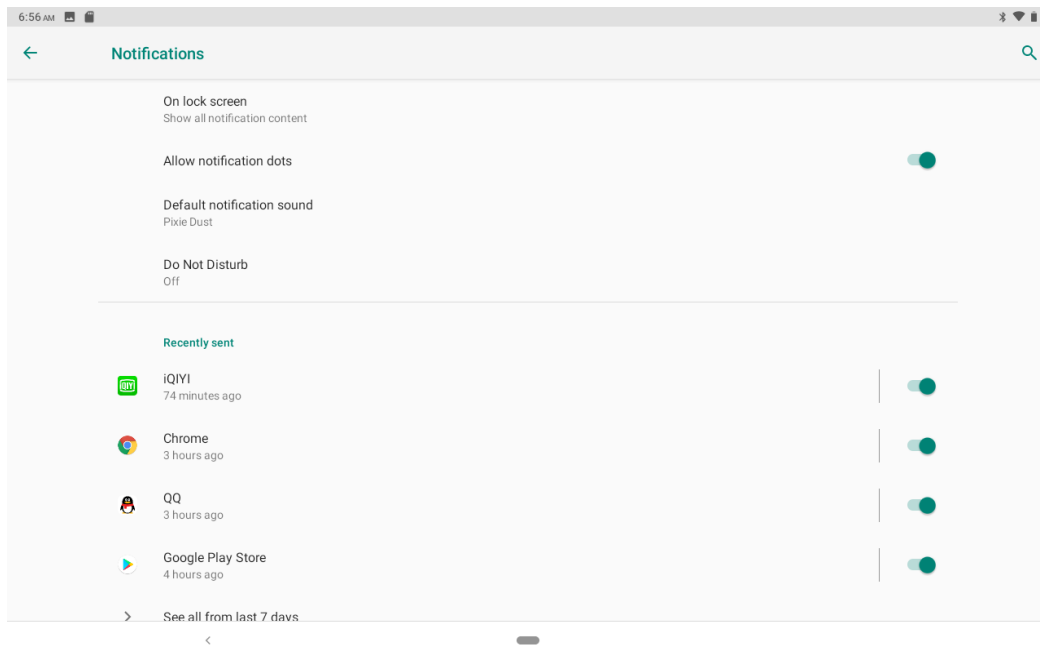 6:56 AM
Notifications
On lock screen
Show all notification content
Allow notification dots
Default notification sound
Pixie Dust
Do Not Disturb
Off
Recently sent
iQIYI
iQIYI
74 minutes ago
Chrome
3 hours ago
QQ
3 hours ago
Google Play Store
4 hours ago
See all from last 7 days